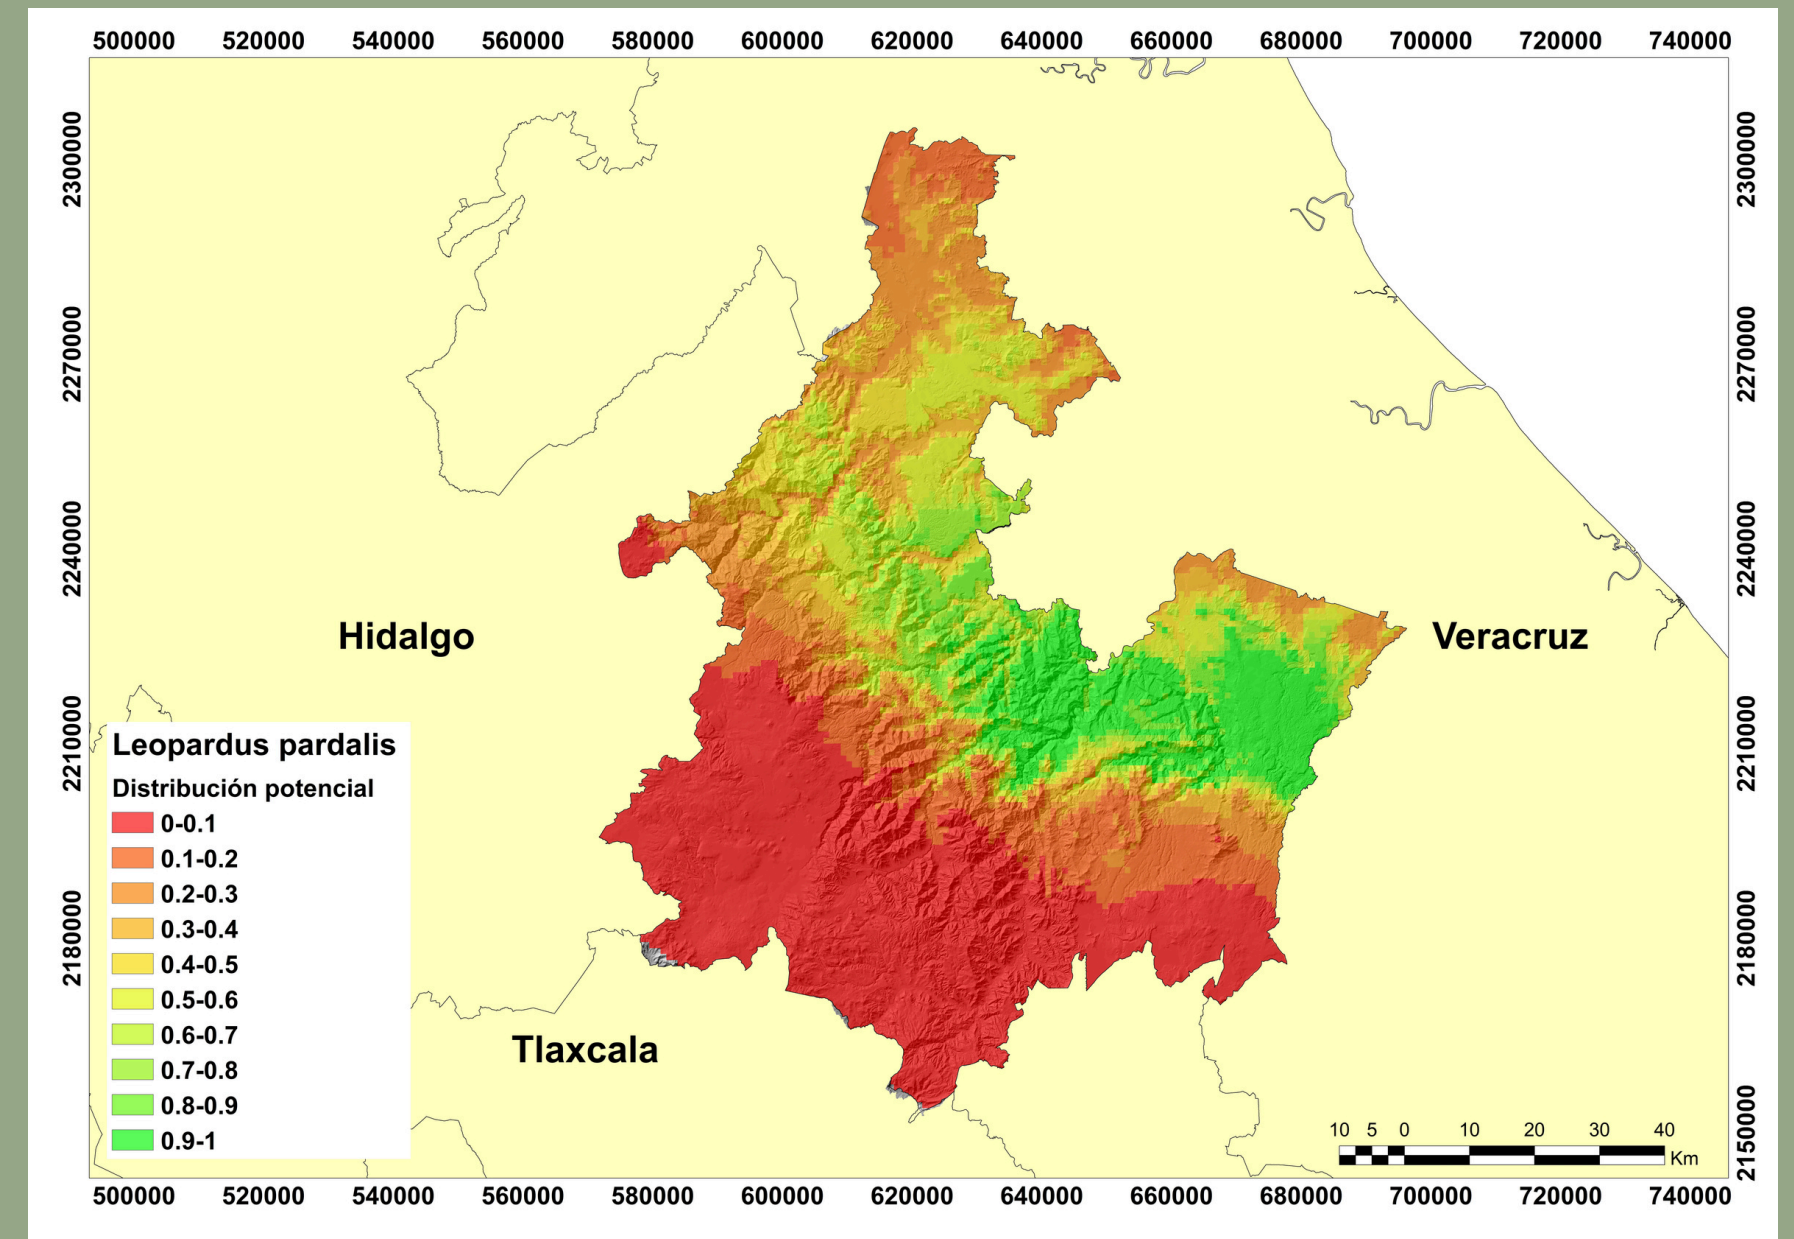 500000 520000 540000 560000 580000 600000 620000 640000 660000 680000 700000 720000 740000
2300000
2300000
2270000
2270000
2240000
2240000
Hidalgo
Veracruz
2210000
2210000
Leopardus pardalis
Distribución potencial
0-0.1
0.1-0.2
0.2-0.3
0.3-0.4
0.4-0.5
0.5-0.6
0.6-0.7
0.7-0.8
0.8-0.9
0.9-1
2180000
2180000
Tlaxcala
2150000
10 5 0 10 20 30 40
Km
500000 520000 540000 560000 580000 600000 620000 640000 660000 680000 700000 720000 740000